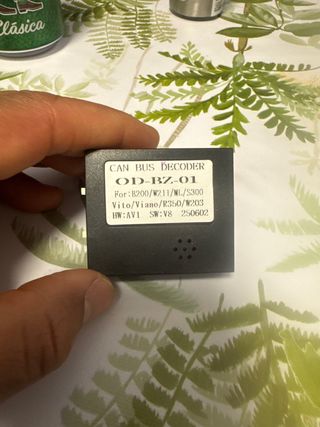 Clásica
CAN BUS DECODER
OD-BZ-01
For:B200/W211/ML/S300
Vito/Viano/R350/W203
HW:AV1 SW:V8 250602